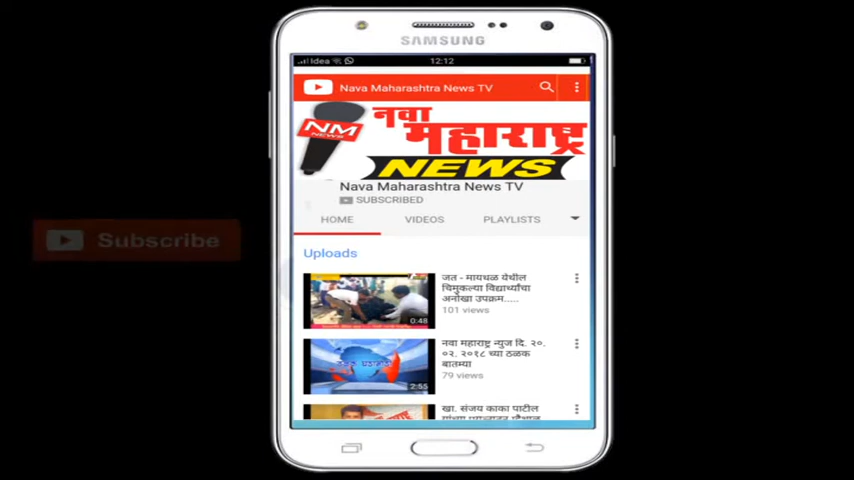 SAMSUNG
Idea 12:12
Nava Maharashtra News TV
NM
NEWS
नवा
महाराष्ट्र
NEWS
Nava Maharashtra News TV
SUBSCRIBED
HOME VIDEOS PLAYLISTS
Subscribe
Uploads
जत - मायथळ येथील
चिमुकल्या विद्यार्थ्यांचा
अनोखा उपक्रम.....
101 views
0:48
नवा महाराष्ट्र न्युज दि. २०.
०२. २०१८ च्या ठळक
बातम्या
79 views
2:55
खा. संजय काका पाटील